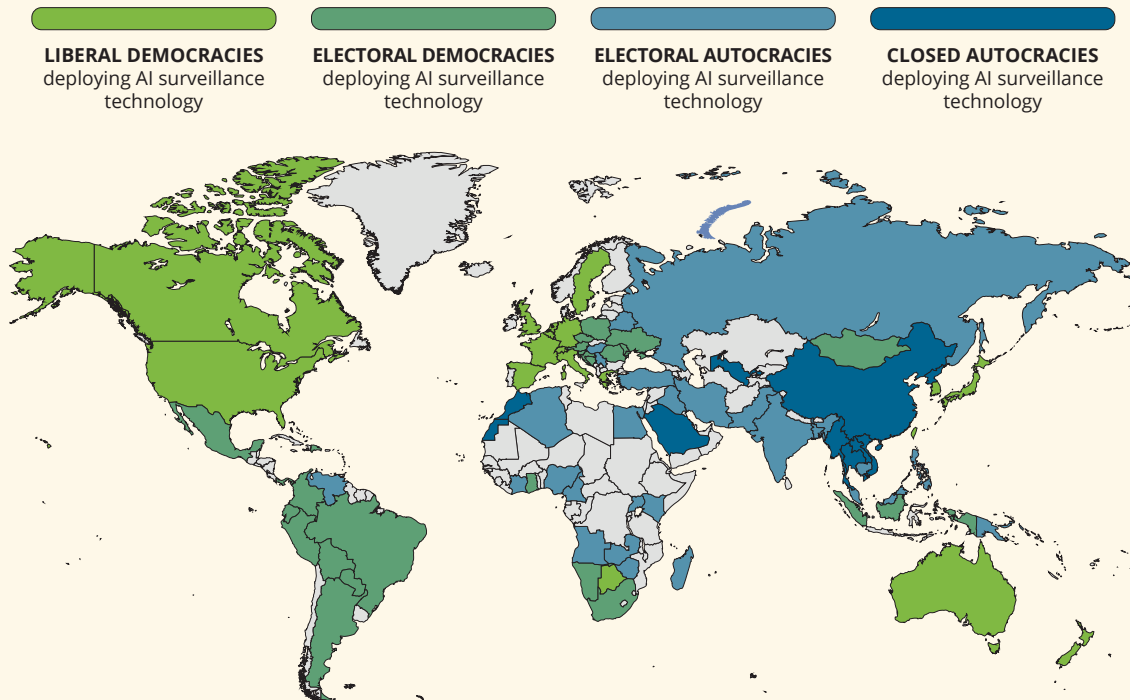 LIBERAL DEMOCRACIES
deploying AI surveillance
technology
ELECTORAL DEMOCRACIES
deploying AI surveillance
technology
ELECTORAL AUTOCRACIES
deploying AI surveillance
technology
CLOSED AUTOCRACIES
deploying AI surveillance
technology